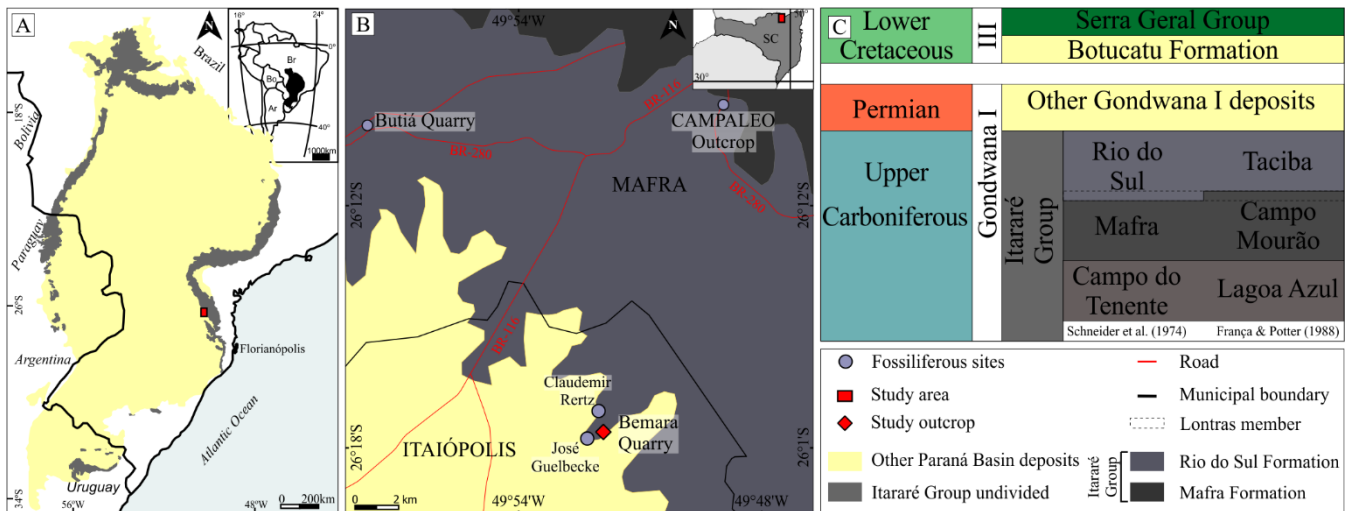 A
N
16°
24°
0°
Brazil
Br
Bo
Ar
40°
1000km
18°S
Bolivia
Paraguay
26°S
Florianópolis
Argentina
Atlantic Ocean
Uruguay
34°S
56°W
48°W
0 200km
B
49°54'W
N
50°
SC
30°
BR-116
Butiá Quarry
CAMPALEO
Outcrop
BR-280
MAFRA
BR-280
26°12'S
26°12'S
BR-116
Claudemir
Rertz
Bemara
Quarry
ITAIÓPOLIS
José
Guelbecke
26°18'S
26°1
49°54'W
49°48'W
0 2 km
C
Lower
Cretaceous
III
Serra Geral Group
Botucatu Formation
Permian
Gondwana I
Other Gondwana I deposits
Upper
Carboniferous
Itararé
Group
Rio do
Sul
Taciba
Mafra
Campo
Mourão
Campo do
Tenente
Lagoa Azul
Schneider et al. (1974)
França & Potter (1988)
Fossiliferous sites
Road
Study area
Municipal boundary
Study outcrop
Lontras member
Other Paraná Basin deposits
Itararé
Group
Rio do Sul Formation
Itararé Group undivided
Mafra Formation